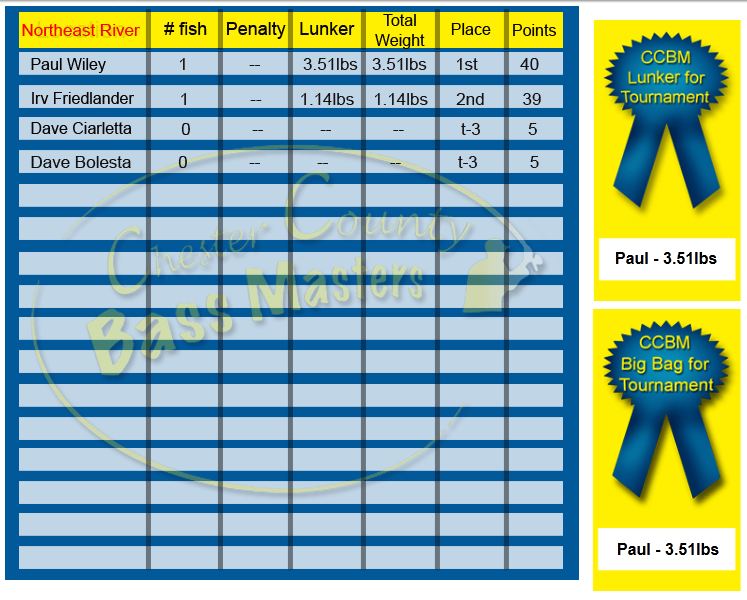 Northeast River # fish Penalty Lunker Total Weight Place Points
Paul Wiley 1 -- 3.51lbs 3.51lbs 1st 40
Irv Friedlander 1 -- 1.14lbs 1.14lbs 2nd 39
Dave Ciarletta 0 -- -- -- t-3 5
Dave Bolesta 0 -- -- -- t-3 5
Chester County
Bass Masters
CCBM
Lunker for
Tournament
Paul - 3.51lbs
CCBM
Big Bag for
Tournament
Paul - 3.51lbs